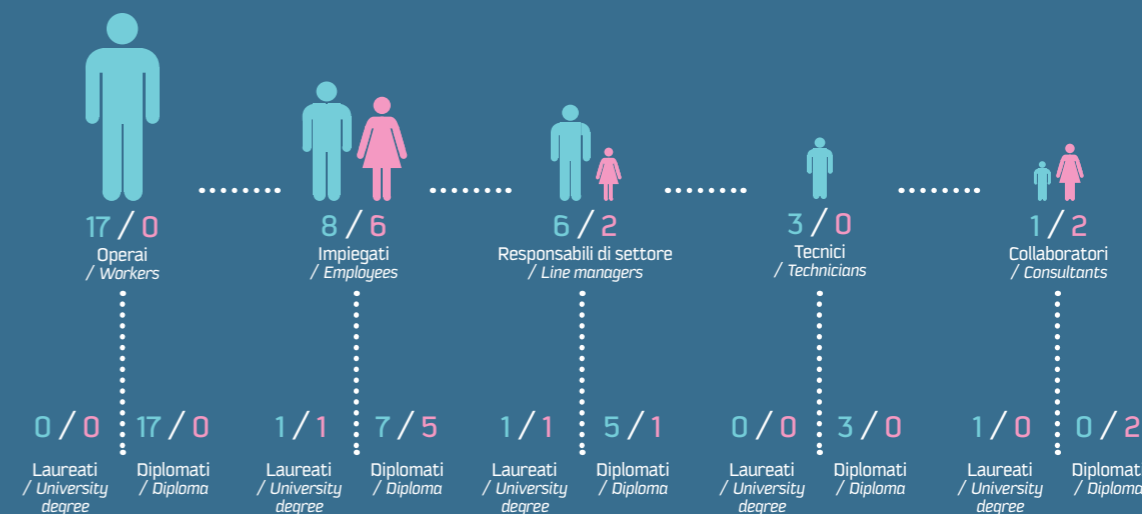 17 / 0
Operai
/ Workers
8 / 6
Impiegati
/ Employees
6 / 2
Responsabili di settore
/ Line managers
3 / 0
Tecnici
/ Technicians
1 / 2
Collaboratori
/ Consultants
0 / 0
Laureati
/ University
degree
17 / 0
Diplomati
/ Diploma
1 / 1
Laureati
/ University
degree
7 / 5
Diplomati
/ Diploma
1 / 1
Laureati
/ University
degree
5 / 1
Diplomati
/ Diploma
0 / 0
Laureati
/ University
degree
3 / 0
Diplomati
/ Diploma
1 / 0
Laureati
/ University
degree
0 / 2
Diplomati
/ Diploma